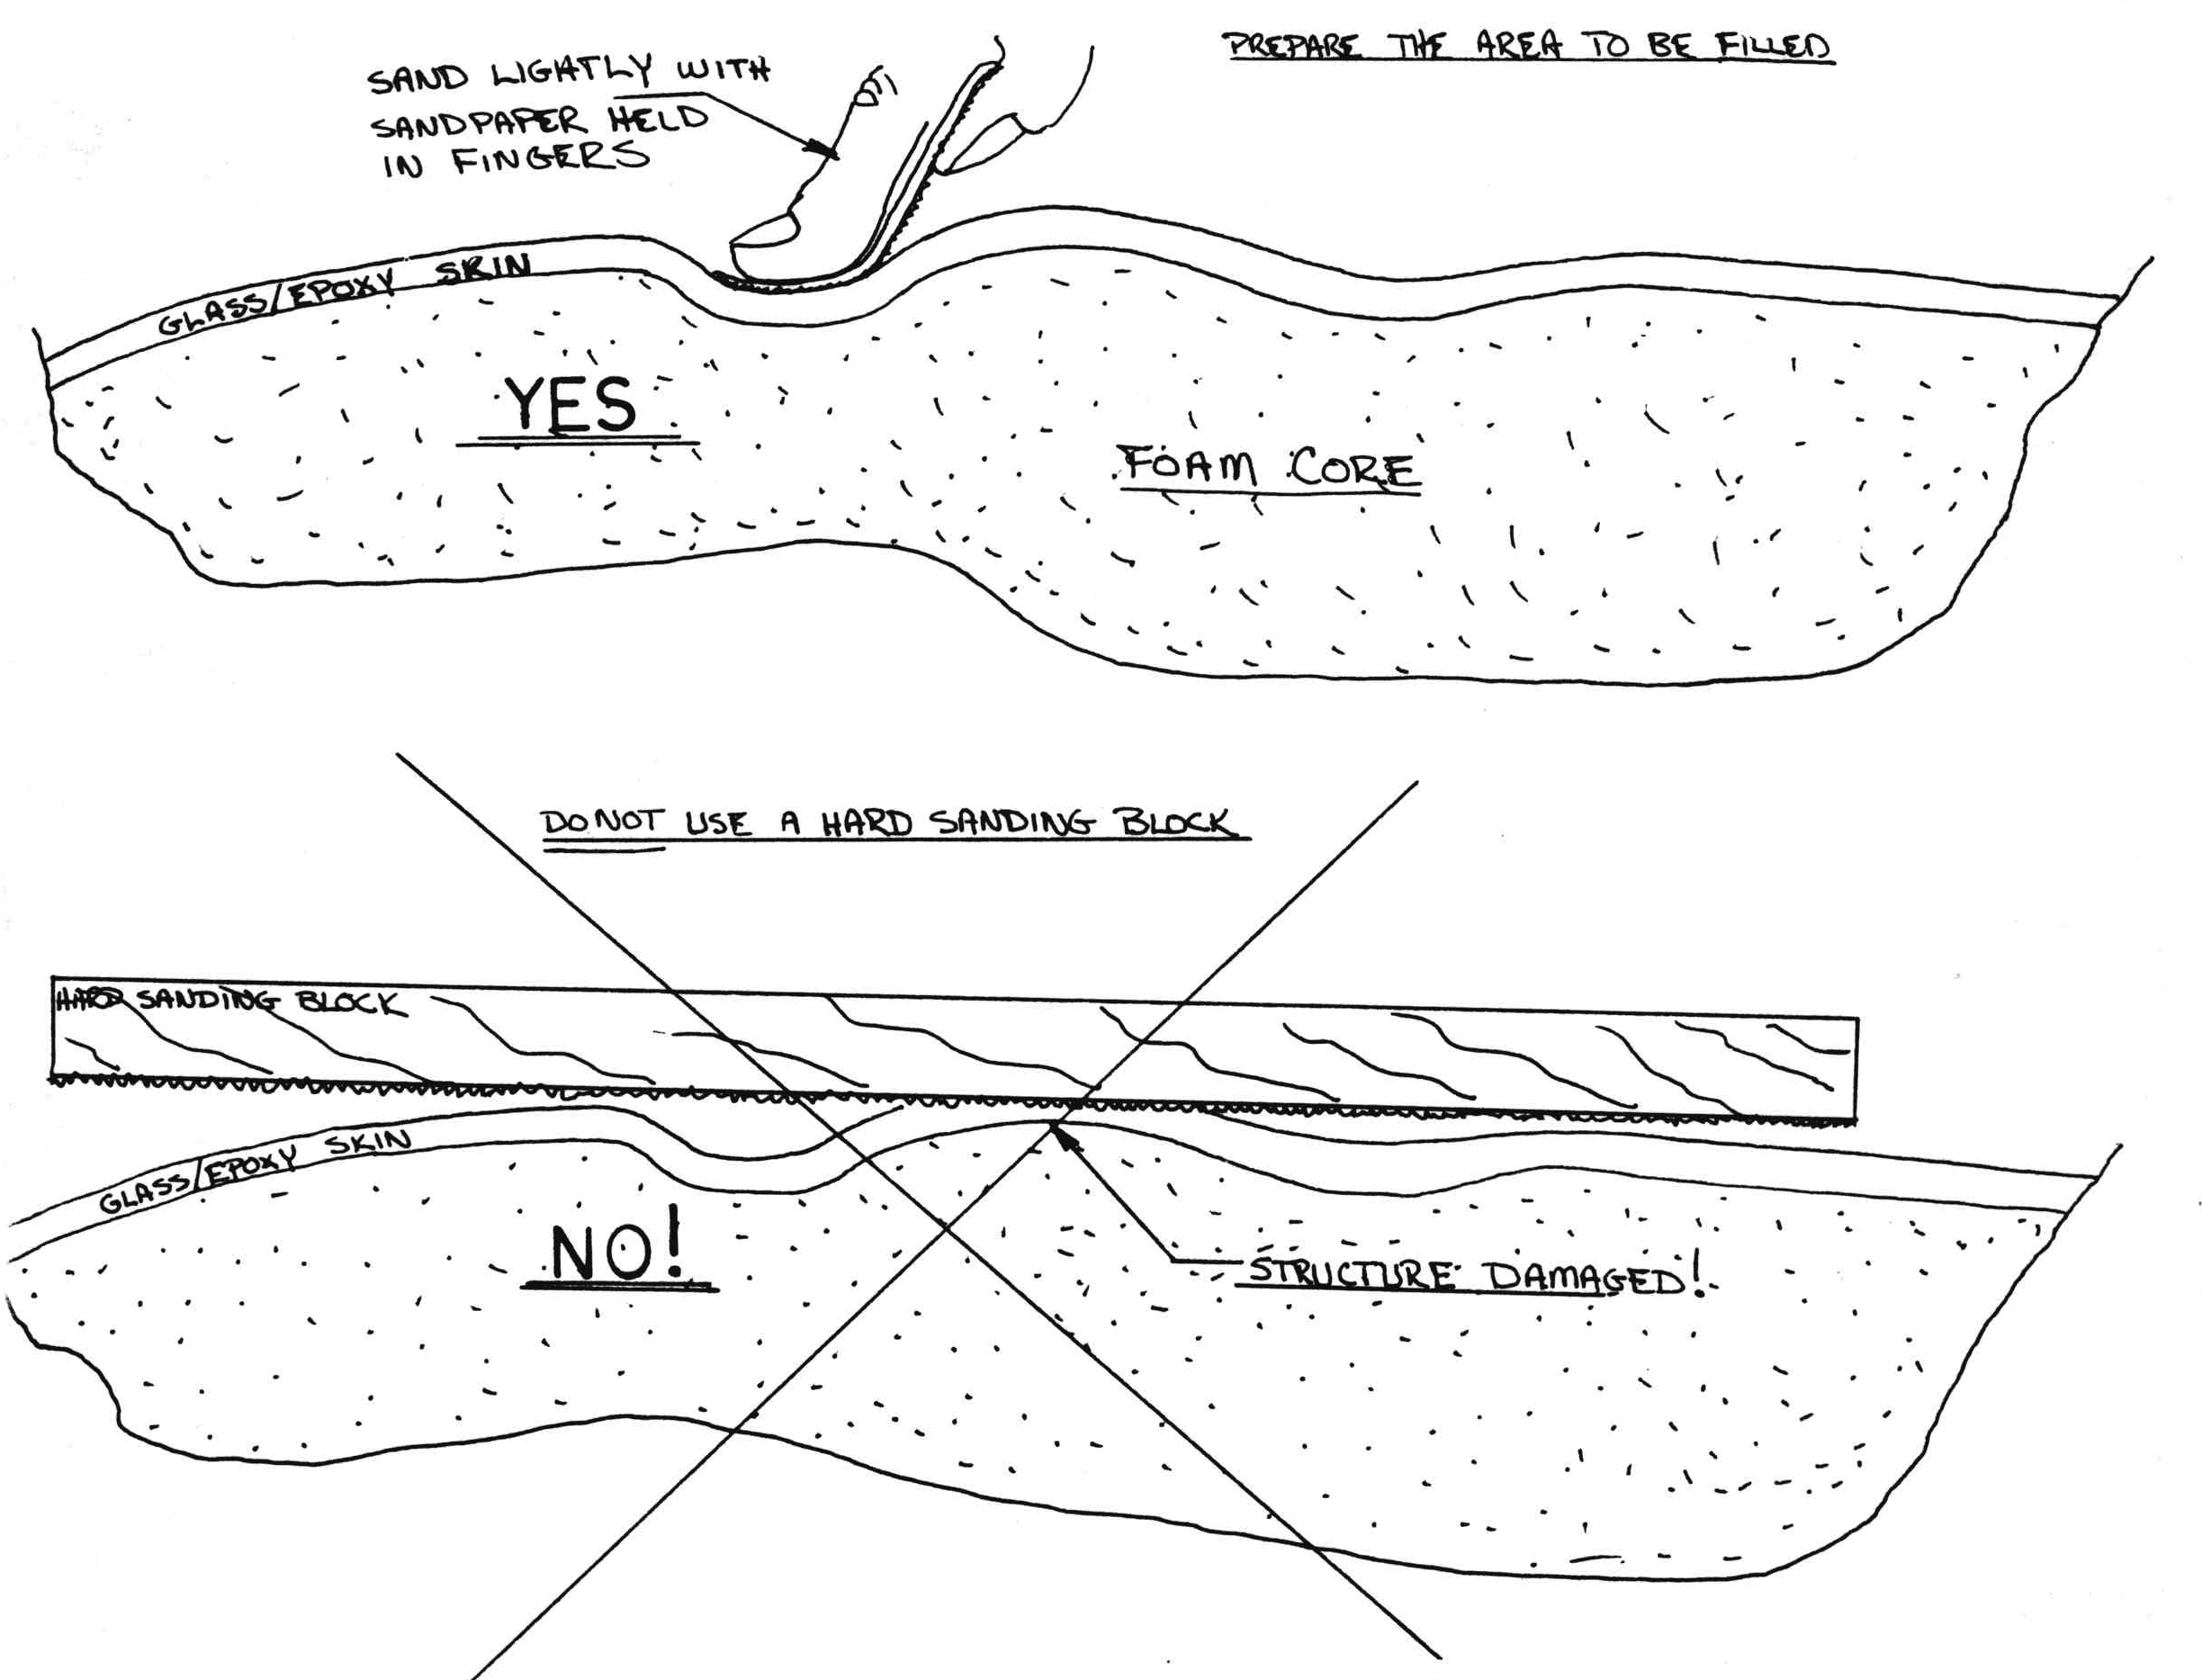 PREPARE THE AREA TO BE FILLED
SAND LIGHTLY WITH
SANDPAPER HELD
IN FINGERS
GLASS/EPOXY SKIN
YES
FOAM CORE
DO NOT USE A HARD SANDING BLOCK
HARD SANDING BLOCK
GLASS/EPOXY SKIN
NO!
STRUCTURE DAMAGED!